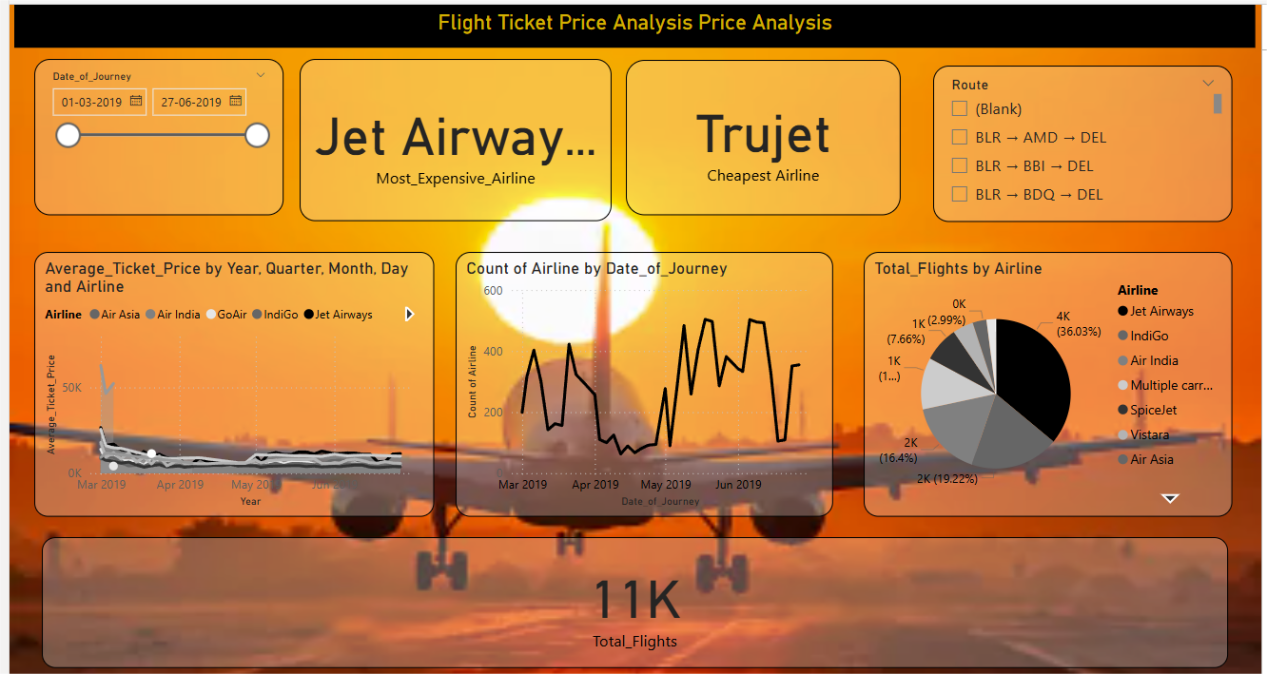 Flight Ticket Price Analysis Price Analysis
Date_of_Journey
01-03-2019
27-06-2019
Jet Airway...
Most_Expensive_Airline
Trujet
Cheapest Airline
Route
(Blank)
BLR → AMD → DEL
BLR → BBI → DEL
BLR → BDQ → DEL
Average_Ticket_Price by Year, Quarter, Month, Day
and Airline
Airline Air Asia Air India GoAir IndiGo Jet Airways
Average_Ticket_Price
50K
0K
Mar 2019 Apr 2019 May 20
Year
Count of Airline by Date_of_Journey
Count of Airline
600
400
200
0
Mar 2019 Apr 2019 May 2019 Jun 2019
Date_of_Journey
Total_Flights by Airline
0K
(2.99%)
1K
(7.66%)
1K
(1...)
2K
(16.4%)
2K (19.22%)
4K
(36.03%)
Airline
Jet Airways
IndiGo
Air India
Multiple carr...
SpiceJet
Vistara
Air Asia
11K
Total_Flights